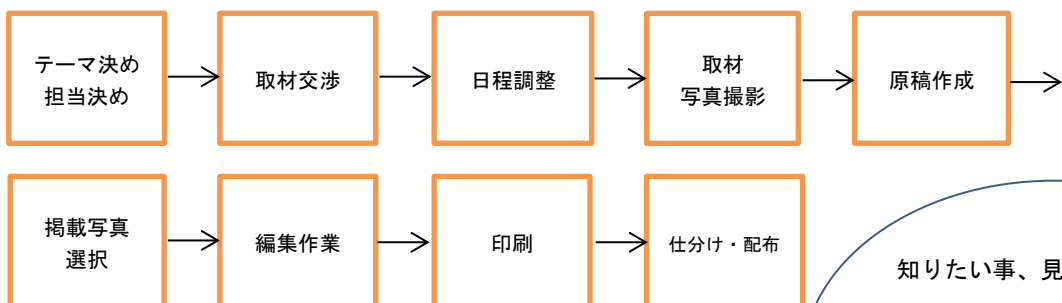 テーマ決め
担当決め
取材交渉
日程調整
取材
写真撮影
原稿作成
掲載写真
選択
編集作業
印刷
仕分け・配布
知りたい事、見